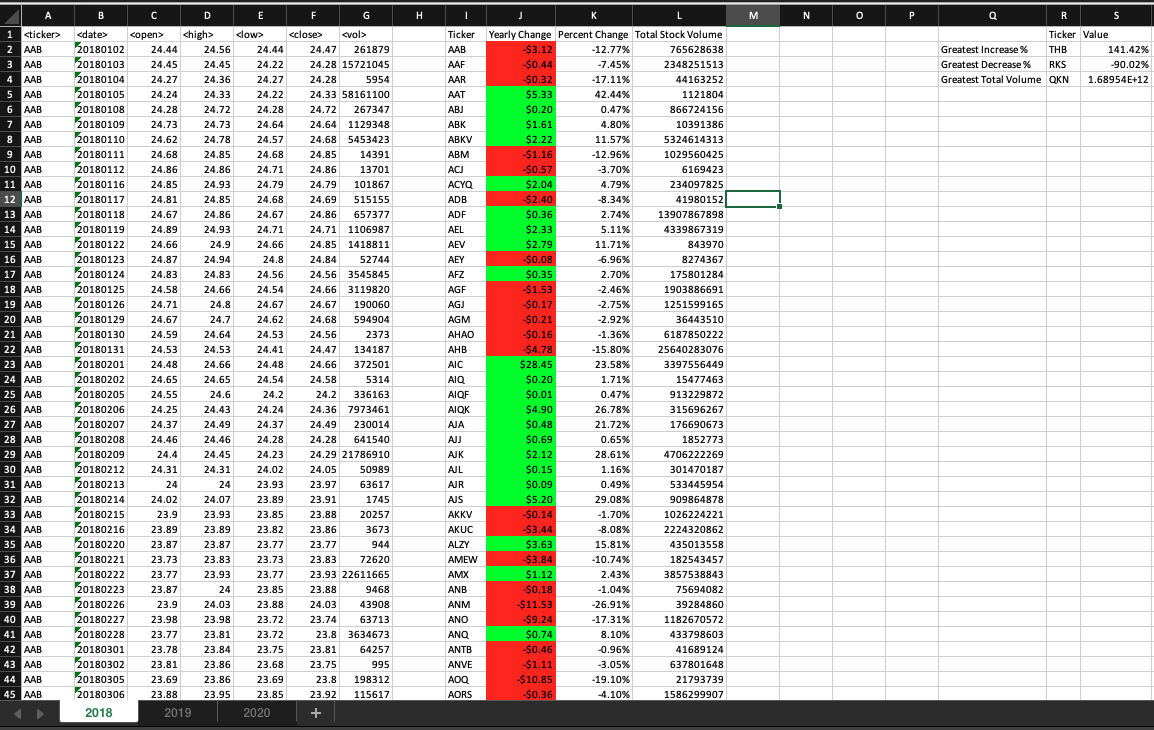 A B C D E F G H I J K L M N O P Q R S
1 <ticker> <date> <open> <high> <low> <close> <vol> Ticker Yearly Change Percent Change Total Stock Volume Ticker Value
2 AAB 20180102 24.44 24.56 24.44 24.47 261879 AAB -$3.12 -12.77% 765628638 Greatest Increase % THB 141.42%
3 AAB 20180103 24.45 24.45 24.22 24.28 15721045 AAF -$0.44 -7.45% 2348251513 Greatest Decrease % RKS -90.02%
4 AAB 20180104 24.27 24.36 24.27 24.28 5954 AAR -$0.32 -17.11% 44163252 Greatest Total Volume QKN 1.68954E+12
5 AAB 20180105 24.24 24.33 24.22 24.33 58161100 AAT $5.33 42.44% 1121804
6 AAB 20180108 24.28 24.72 24.28 24.72 267347 ABJ $0.20 0.47% 866724156
7 AAB 20180109 24.73 24.73 24.64 24.64 1129348 ABK $1.61 4.80% 10391386
8 AAB 20180110 24.62 24.78 24.57 24.68 5453423 ABKV $2.22 11.57% 5324614313
9 AAB 20180111 24.68 24.85 24.68 24.85 14391 ABM -$1.16 -12.96% 1029560425
10 AAB 20180112 24.86 24.86 24.71 24.86 13701 ACJ -$0.57 -3.70% 6169423
11 AAB 20180116 24.85 24.93 24.79 24.79 101867 ACYQ $2.04 4.79% 234097825
12 AAB 20180117 24.81 24.85 24.68 24.69 515155 ADB -$2.40 -8.34% 41980152
13 AAB 20180118 24.67 24.86 24.67 24.86 657377 ADF $0.36 2.74% 13907867898
14 AAB 20180119 24.89 24.93 24.71 24.71 1106987 AEL $2.33 5.11% 4339867319
15 AAB 20180122 24.66 24.9 24.66 24.85 1418811 AEV $2.79 11.71% 843970
16 AAB 20180123 24.87 24.94 24.8 24.84 52744 AEY -$0.08 -6.96% 8274367
17 AAB 20180124 24.83 24.83 24.56 24.56 3545845 AFZ $0.35 2.70% 175801284
18 AAB 20180125 24.58 24.66 24.54 24.66 3119820 AGF -$1.53 -2.46% 1903886691
19 AAB 20180126 24.71 24.8 24.67 24.67 190060 AGJ -$0.17 -2.75% 1251599165
20 AAB 20180129 24.67 24.7 24.62 24.68 594904 AGM -$0.21 -2.92% 36443510
21 AAB 20180130 24.59 24.64 24.53 24.56 2373 AHAO -$0.16 -1.36% 6187850222
22 AAB 20180131 24.53 24.53 24.41 24.47 134187 AHB -$4.78 -15.80% 25640283076
23 AAB 20180201 24.48 24.66 24.48 24.66 372501 AIC $28.45 23.58% 3397556449
24 AAB 20180202 24.65 24.65 24.54 24.58 5314 AIQ $0.20 1.71% 15477463
25 AAB 20180205 24.55 24.6 24.2 24.2 336163 AIQF $0.01 0.47% 913229872
26 AAB 20180206 24.25 24.43 24.24 24.36 7973461 AIQK $4.90 26.78% 315696267
27 AAB 20180207 24.37 24.49 24.37 24.49 230014 AJA $0.48 21.72% 176690673
28 AAB 20180208 24.46 24.46 24.28 24.28 641540 AJJ $0.69 0.65% 1852773
29 AAB 20180209 24.4 24.45 24.23 24.29 21786910 AJK $2.12 28.61% 4706222269
30 AAB 20180212 24.31 24.31 24.02 24.05 50989 AJL $0.15 1.16% 301470187
31 AAB 20180213 24 24 23.93 23.97 63617 AJR $0.09 0.49% 533445954
32 AAB 20180214 24.02 24.07 23.89 23.91 1745 AJS $5.20 29.08% 909864878
33 AAB 20180215 23.9 23.93 23.85 23.88 20257 AKKV -$0.14 -1.70% 1026224221
34 AAB 20180216 23.89 23.89 23.82 23.86 3673 AKUC -$3.44 -8.08% 2224320862
35 AAB 20180220 23.87 23.87 23.77 23.77 944 ALZY $3.63 15.81% 435013558
36 AAB 20180221 23.73 23.83 23.73 23.83 72620 AMEW -$3.84 -10.74% 182543457
37 AAB 20180222 23.77 23.93 23.77 23.93 22611665 AMX $1.12 2.43% 3857538843
38 AAB 20180223 23.87 24 23.85 23.88 9468 ANB -$0.18 -1.04% 75694082
39 AAB 20180226 23.9 24.03 23.88 24.03 43908 ANM -$11.53 -26.91% 39284860
40 AAB 20180227 23.98 23.98 23.72 23.74 63713 ANO -$9.24 -17.31% 1182670572
41 AAB 20180228 23.77 23.81 23.72 23.8 3634673 ANQ $0.74 8.10% 433798603
42 AAB 20180301 23.78 23.84 23.75 23.81 64257 ANTB -$0.46 -0.96% 41689124
43 AAB 20180302 23.81 23.86 23.68 23.75 995 ANVE -$1.11 -3.05% 637801648
44 AAB 20180305 23.69 23.86 23.69 23.8 198312 AOQ -$10.85 -19.10% 21793739
45 AAB 20180306 23.88 23.95 23.85 23.92 115617 AORS -$0.36 -4.10% 1586299907
2018 2019 2020 +